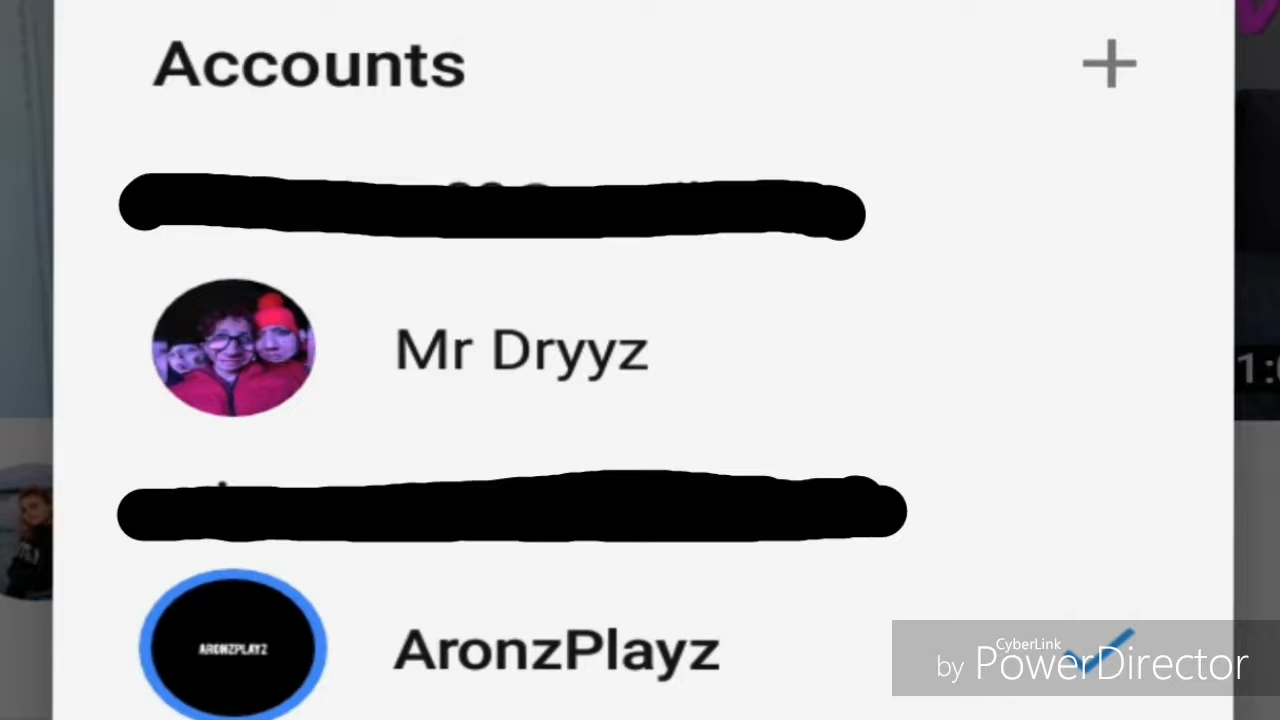 Accounts
Mr Dryyz
ARONZPLAYZ
AronzPlayz
CyberLink
by PowerDirector